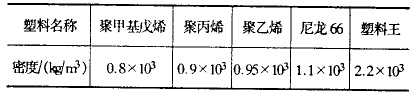 塑料名称 聚甲基戊烯 聚丙烯 聚乙烯 尼龙66 塑料王
密度/(kg/m³) 0.8×10³ 0.9×10³ 0.95×10³ 1.1×10³ 2.2×10³